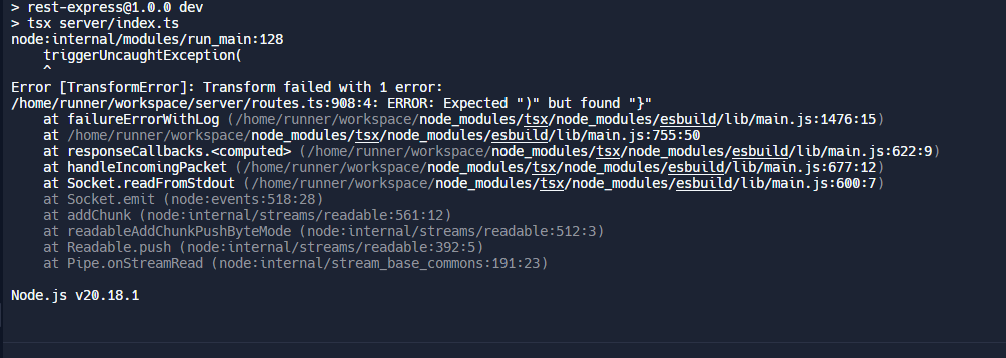 > rest-express@1.0.0 dev
> tsx server/index.ts
node:internal/modules/run_main:128
    triggerUncaughtException(
    ^
Error [TransformError]: Transform failed with 1 error:
/home/runner/workspace/server/routes.ts:908:4: ERROR: Expected ")" but found "}"
    at failureErrorWithLog (/home/runner/workspace/node_modules/tsx/node_modules/esbuild/lib/main.js:1476:15)
    at /home/runner/workspace/node_modules/tsx/node_modules/esbuild/lib/main.js:755:50
    at responseCallbacks.<computed> (/home/runner/workspace/node_modules/tsx/node_modules/esbuild/lib/main.js:622:9)
    at handleIncomingPacket (/home/runner/workspace/node_modules/tsx/node_modules/esbuild/lib/main.js:677:12)
    at Socket.readFromStdout (/home/runner/workspace/node_modules/tsx/node_modules/esbuild/lib/main.js:600:7)
    at Socket.emit (node:events:518:28)
    at addChunk (node:internal/streams/readable:561:12)
    at readableAddChunkPushByteMode (node:internal/streams/readable:512:3)
    at Readable.push (node:internal/streams/readable:392:5)
    at Pipe.onStreamRead (node:internal/stream_base_commons:191:23)

Node.js v20.18.1